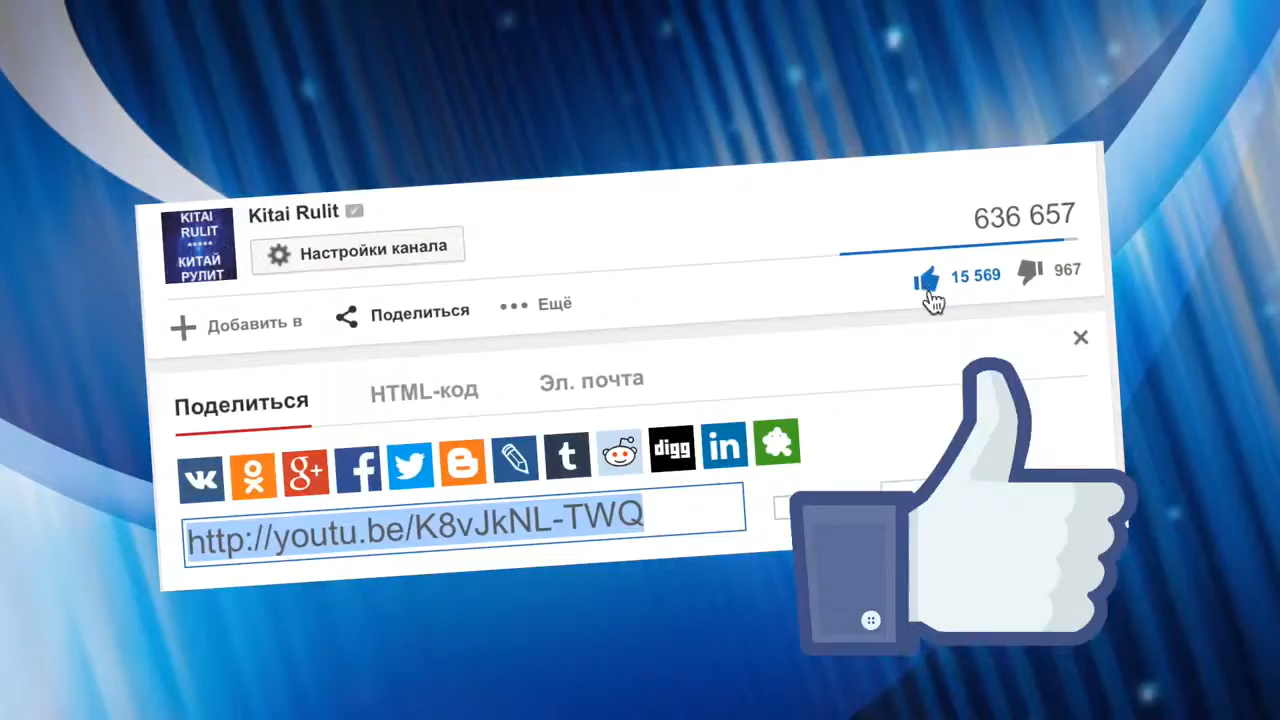 KITAI
RULIT
*****
КИТАЙ
РУЛИТ
Kitai Rulit
Настройки канала
636 657
Добавить в
Поделиться
Ещё
15 569
967
Поделиться
HTML-код
Эл. почта
digg
http://youtu.be/K8vJkNL-TWQ